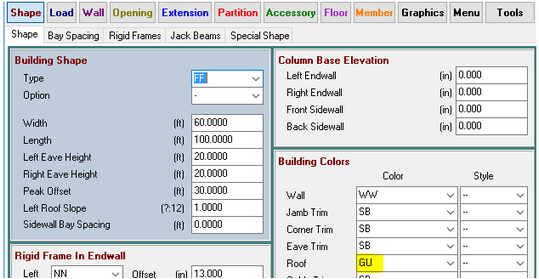 Shape Load Wall Opening Extension Partition Accessory Floor Member Graphics Menu Tools
Shape Bay Spacing Rigid Frames Jack Beams Special Shape
Building Shape
Type FF
Option -
Width (ft) 60.0000
Length (ft) 100.0000
Left Eave Height (ft) 20.0000
Right Eave Height (ft) 20.0000
Peak Offset (ft) 30.0000
Left Roof Slope (?:12) 1.0000
Sidewall Bay Spacing (ft) 0.0000
Rigid Frame In Endwall
Left NN Offset (in) 13.000
Column Base Elevation
Left Endwall (in) 0.000
Right Endwall (in) 0.000
Front Sidewall (in) 0.000
Back Sidewall (in) 0.000
Building Colors
Color Style
Wall WW --
Jamb Trim SB --
Corner Trim SB --
Eave Trim SB --
Roof GU --